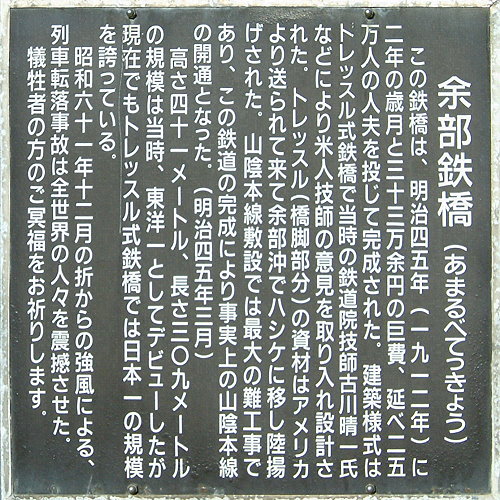 余部鉄橋（あまるべてっきょう）
この鉄橋は、明治四五年（一九一二年）に
二年の歳月と三十三万余円の巨費、延べ二五
万人の人夫を投じて完成された。建築様式は
トレッスル式鉄橋で当時の鉄道院技師古川晴一氏
などにより米人技師の意見を取り入れ設計さ
れた。トレッスル（橋脚部分）の資材はアメリカ
より送られて来て余部沖でハシケに移し陸揚
げされた。山陰本線敷設では最大の難工事で
あり、この鉄道の完成により事実上の山陰本線
の開通となった。（明治四五年三月）
高さ四十一メートル、長さ三〇九メートル
の規模は当時、東洋一としてデビューしたが
現在でもトレッスル式鉄橋では日本一の規模
を誇っている。
昭和六十一年十二月の折からの強風による、
列車転落事故は全世界の人々を震撼させた。
犠牲者の方のご冥福をお祈りします。